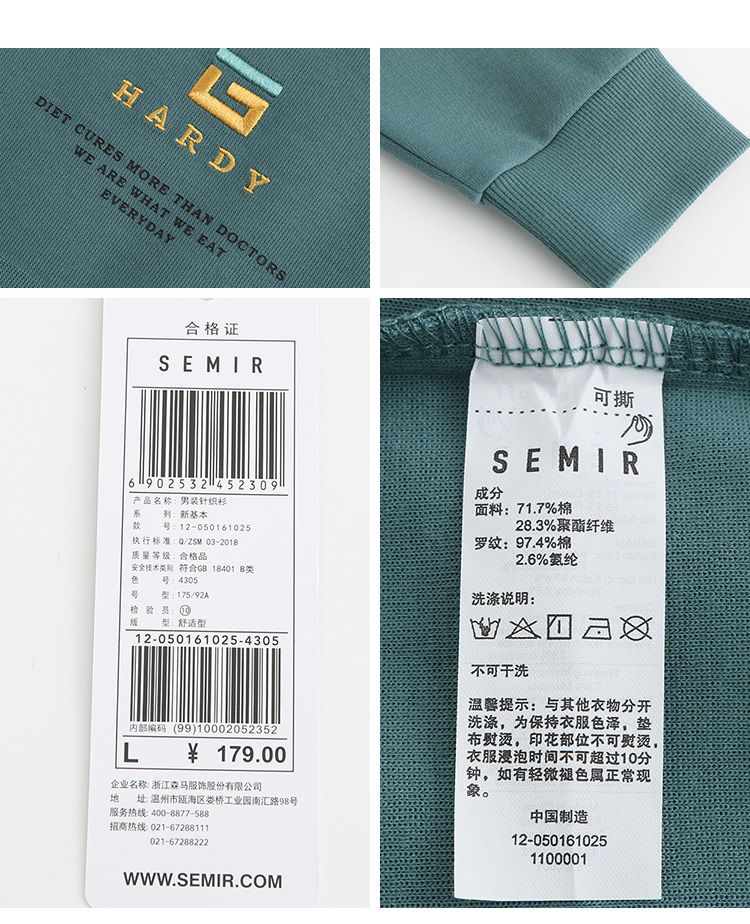 HARDY
DIET CURES MORE THAN DOCTORS
WE ARE WHAT WE EAT
EVERYDAY
合格证
SEMIR
6 902532 452309
产品名称: 男装针织衫
系 列: 新基本
款 号: 12-050161025
执行标准: Q/ZSM 03-2018
质量等级: 合格品
安全技术类别: 符合GB 18401 B类
色 号: 4305
号 型: 175/92A
检 验 员: ⑩
版 型: 舒适型
12-050161025-4305
内部编码 (99)10002052352
L ¥ 179.00
企业名称: 浙江森马服饰股份有限公司
地 址: 温州市瓯海区娄桥工业园南汇路98号
服务热线: 400-8877-588
招商热线: 021-67288111
021-67288222
WWW.SEMIR.COM
可撕
SEMIR
成分
面料: 71.7%棉
28.3%聚酯纤维
罗纹: 97.4%棉
2.6%氨纶
洗涤说明:
不可干洗
温馨提示: 与其他衣物分开
洗涤, 为保持衣服色泽, 垫
布熨烫, 印花部位不可熨烫,
衣服浸泡时间不可超过10分
钟, 如有轻微褪色属正常现
象。
中国制造
12-050161025
1100001